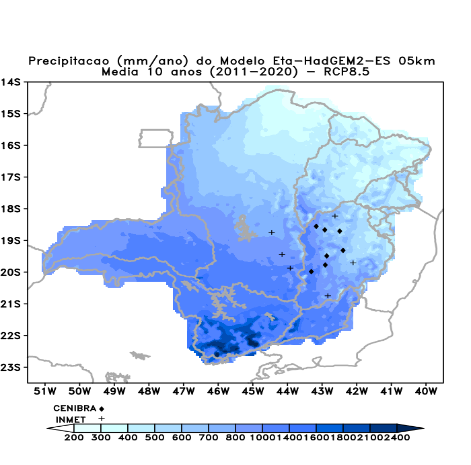 Precipitacao (mm/ano) do Modelo Eta-HadGEM2-ES 05km
Media 10 anos (2011-2020) - RCP8.5
14S
15S
16S
17S
18S
19S
20S
21S
22S
23S
51W 50W 49W 48W 47W 46W 45W 44W 43W 42W 41W 40W
CENIBRA
INMET
200 300 400 500 600 700 800 1000 1400 1600 1800 2000 2400